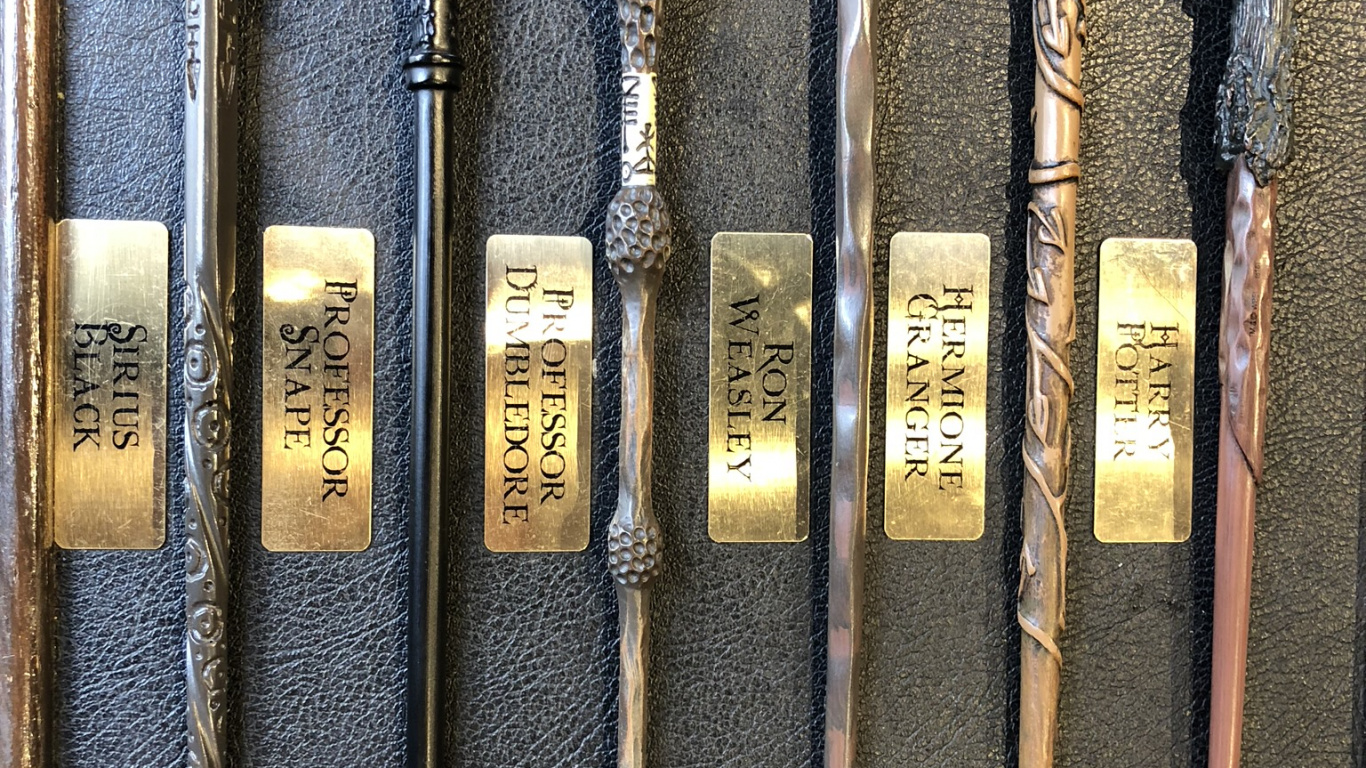 Sirius
Black
Professor
Snape
Professor
Dumbledore
Ron
Weasley
Hermione
Granger
Harry
Potter